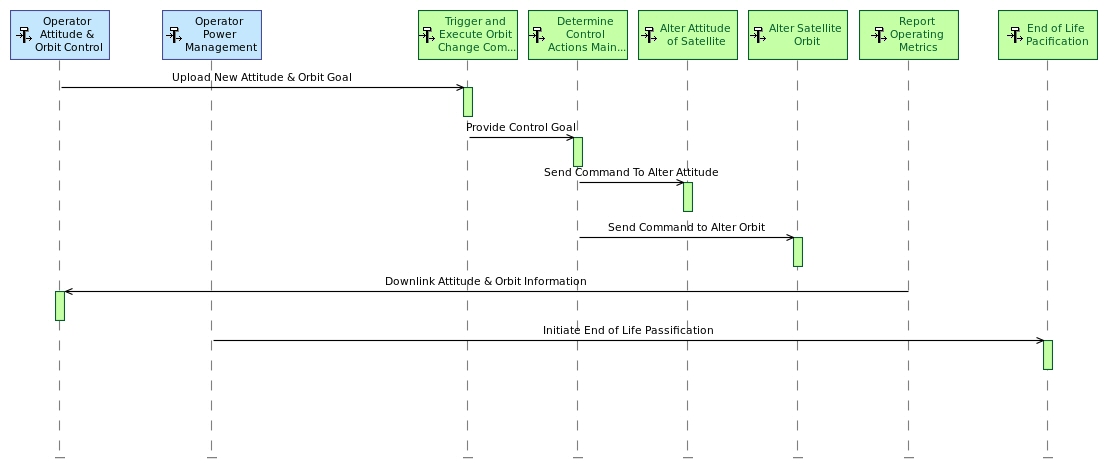 Operator
Attitude &
Orbit Control
Operator
Power
Management
Trigger and
Execute Orbit
Change Com...
Determine
Control
Actions Main...
Alter Attitude
of Satellite
Alter Satellite
Orbit
Report
Operating
Metrics
End of Life
Pacification
Upload New Attitude & Orbit Goal
Provide Control Goal
Send Command To Alter Attitude
Send Command to Alter Orbit
Downlink Attitude & Orbit Information
Initiate End of Life Passification